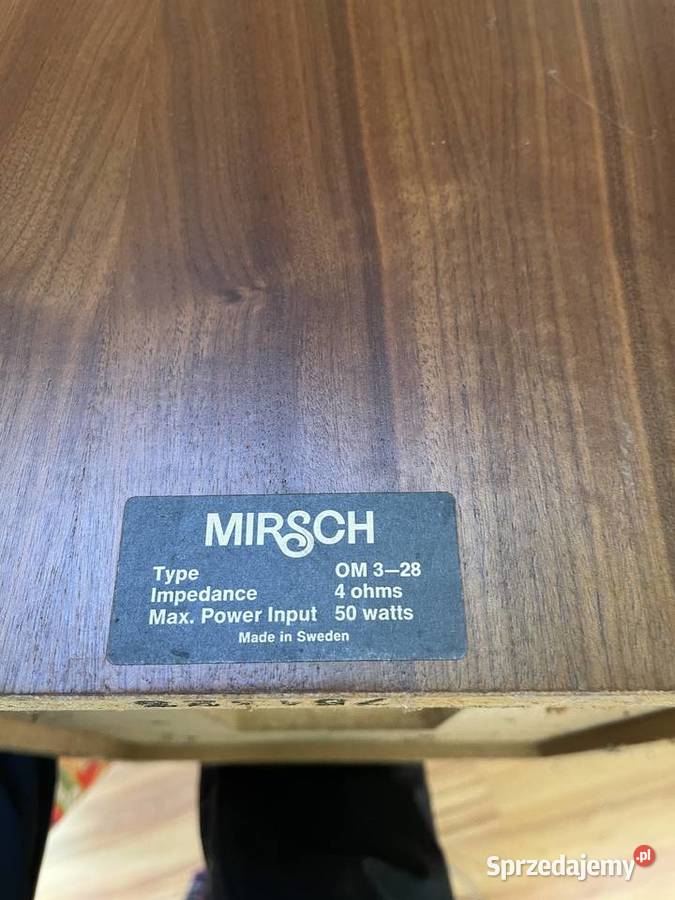 MIRSCH
Type OM 3—28
Impedance 4 ohms
Max. Power Input 50 watts
Made in Sweden
Sprzedajemy.pl